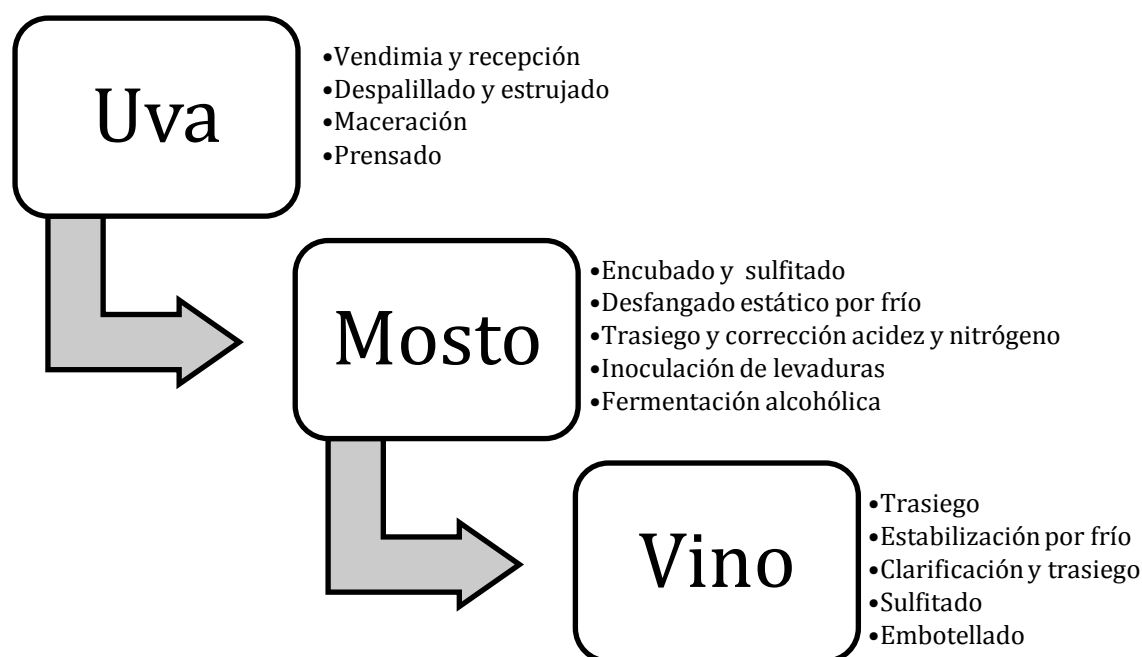 Uva
•Vendimia y recepción
•Despalillado y estrujado
•Maceración
•Prensado
Mosto
•Encubado y  sulfitado
•Desfangado estático por frío
•Trasiego y corrección acidez y nitrógeno
•Inoculación de levaduras
•Fermentación alcohólica
Vino
•Trasiego
•Estabilización por frío
•Clarificación y trasiego
•Sulfitado
•Embotellado